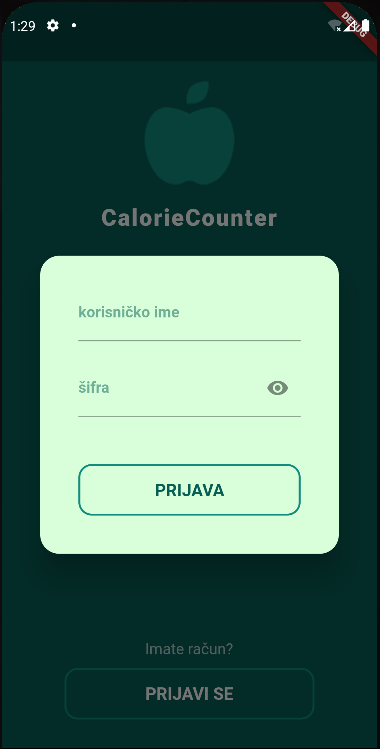 1:29
DEBUG
CalorieCounter
korisničko ime
šifra
PRIJAVA
Imate račun?
PRIJAVI SE